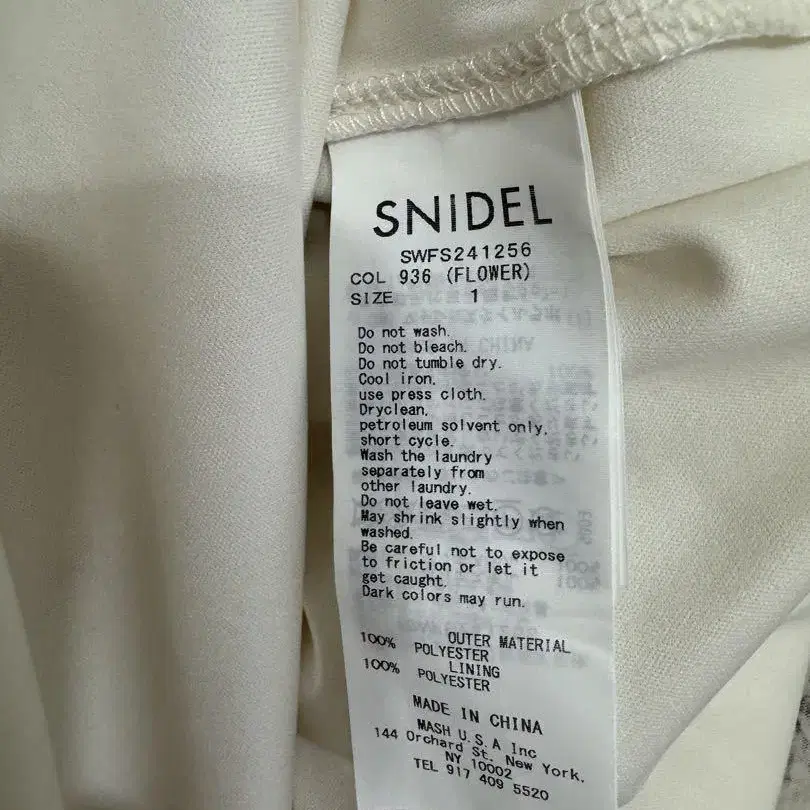 SNIDEL
SWFS241256
COL 936 (FLOWER)
SIZE 1
Do not wash.
Do not bleach.
Do not tumble dry.
Cool iron,
use press cloth.
Dryclean,
petroleum solvent only,
short cycle.
Wash the laundry
separately from
other laundry.
Do not leave wet.
May shrink slightly when
washed.
Be careful not to expose
to friction or let it
get caught.
Dark colors may run.
OUTER MATERIAL
100% POLYESTER
LINING
100% POLYESTER
MADE IN CHINA
MASH U.S.A Inc
144 Orchard St. New York,
NY 10002
TEL 917 409 5520